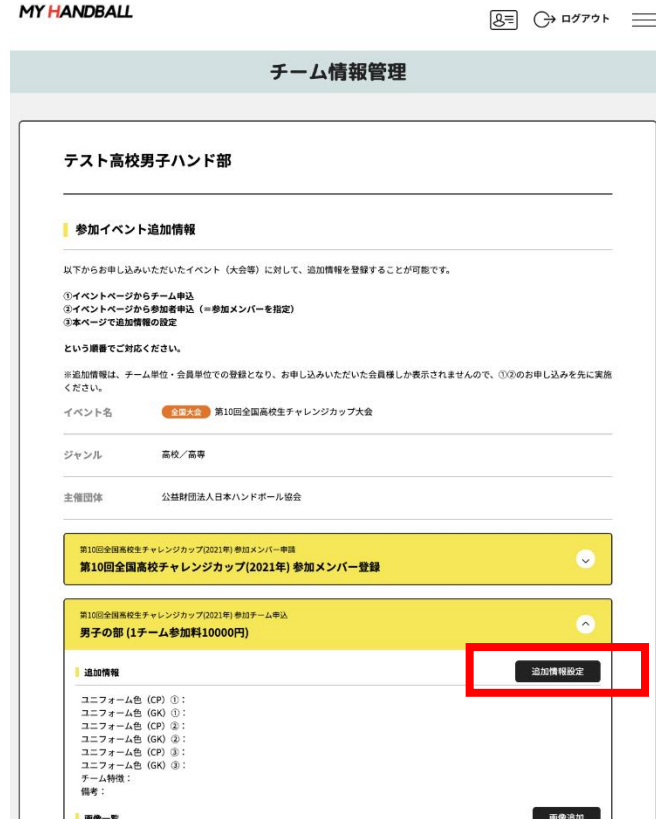 MY HANDBALL
ログアウト
チーム情報管理
テスト高校男子ハンド部
参加イベント追加情報
以下からお申し込みいただいたイベント（大会等）に対して、追加情報を登録することが可能です。
①イベントページからチーム申込
②イベントページから参加者申込（＝参加メンバーを指定）
③本ページで追加情報の設定
という順番でご対応ください。
※追加情報は、チーム単位・会員単位での登録となり、お申し込みいただいた会員様しか表示されませんので、①②のお申し込みを先に実施
ください。
イベント名 全国大会 第10回全国高校生チャレンジカップ大会
ジャンル 高校／高専
主催団体 公益財団法人日本ハンドボール協会
第10回全国高校生チャレンジカップ(2021年) 参加メンバー申請
第10回全国高校チャレンジカップ(2021年) 参加メンバー登録
第10回全国高校生チャレンジカップ(2021年) 参加チーム申込
男子の部 (1チーム参加料10000円)
追加情報 追加情報設定
ユニフォーム色（CP）①：
ユニフォーム色（GK）①：
ユニフォーム色（CP）②：
ユニフォーム色（GK）②：
ユニフォーム色（CP）③：
ユニフォーム色（GK）③：
チーム特徴：
備考：
画像一覧 画像追加